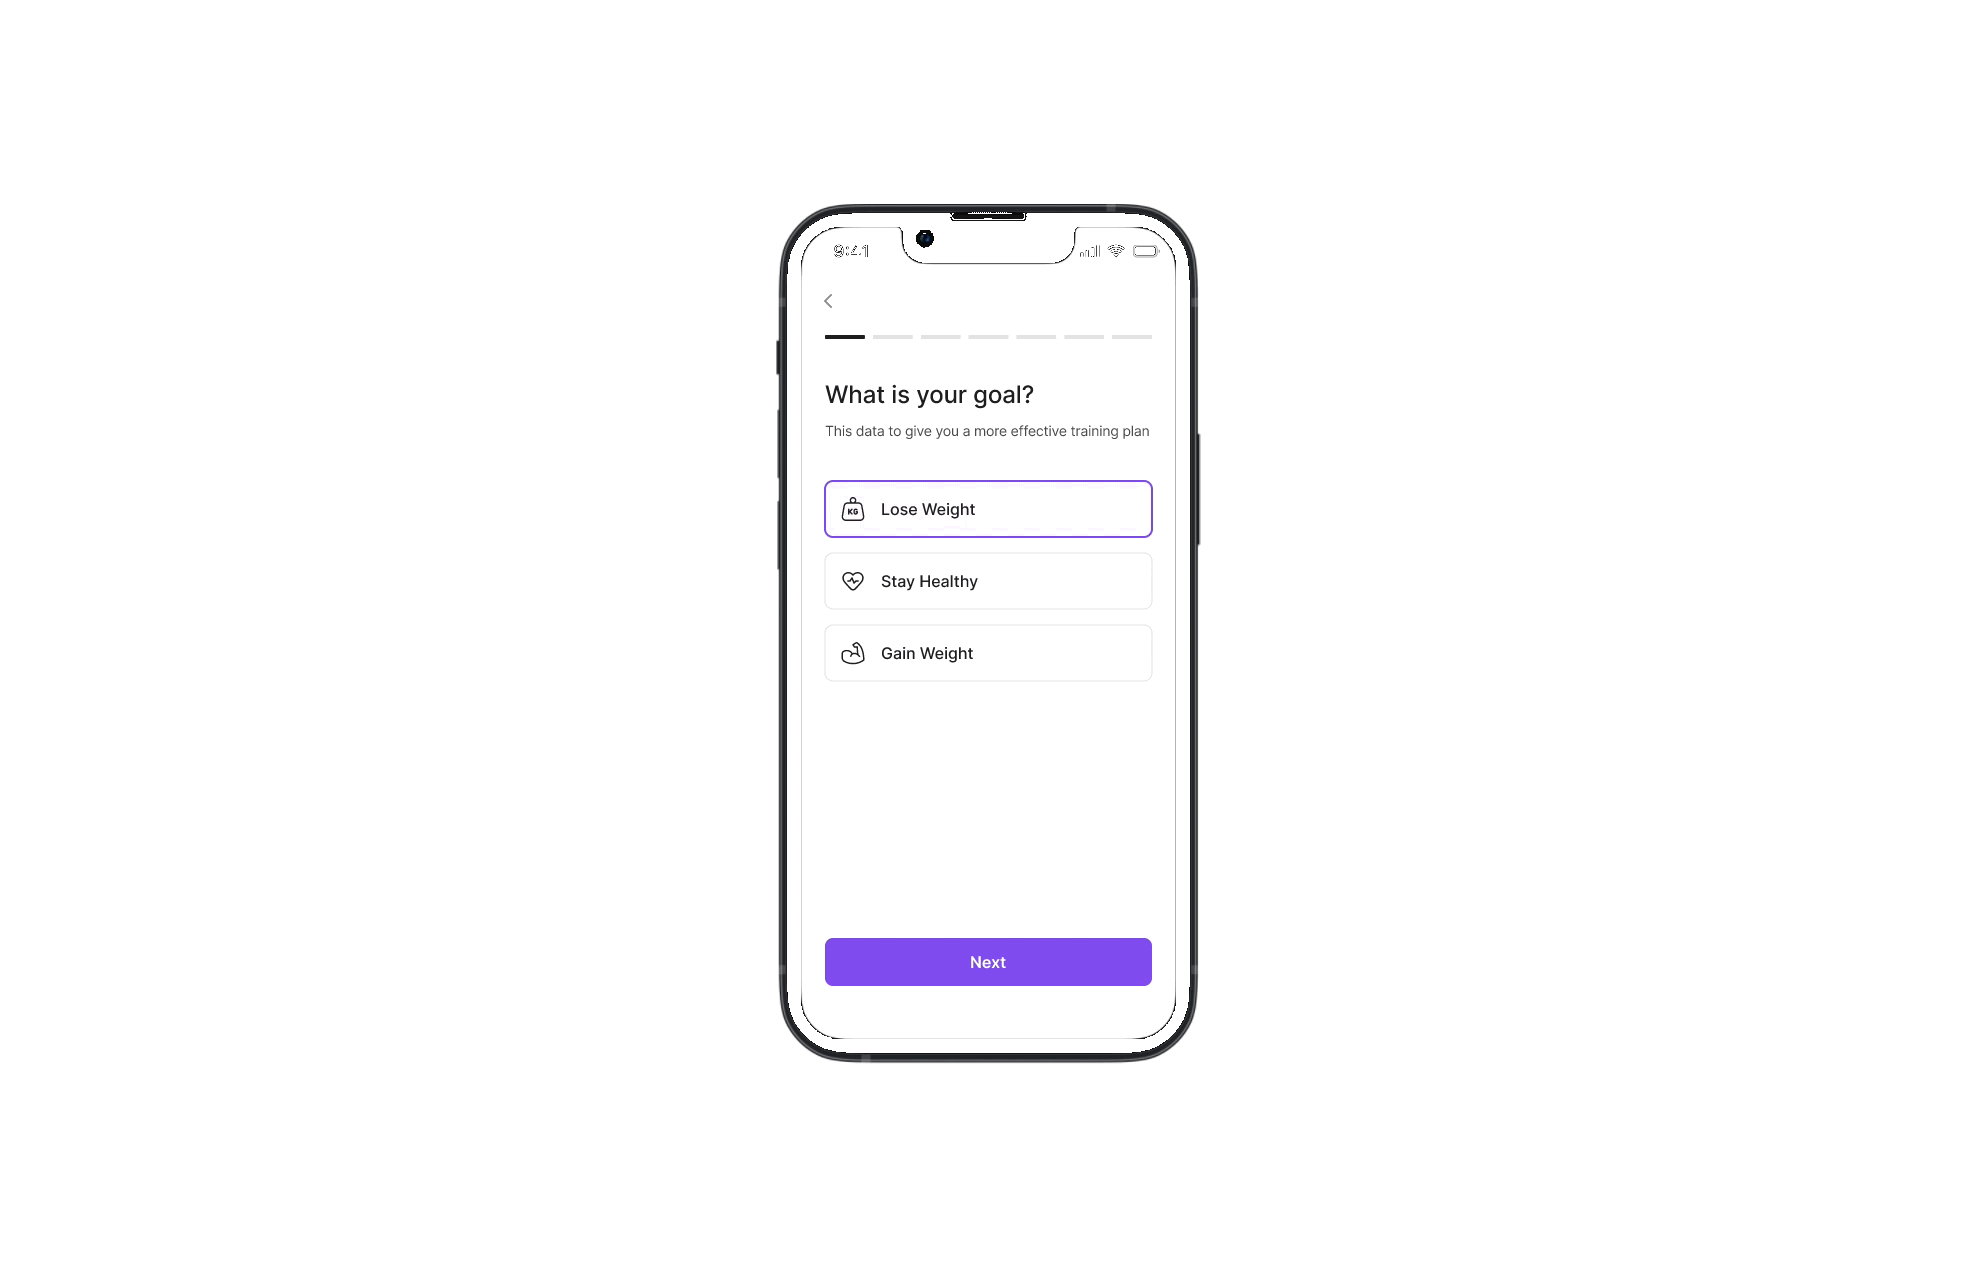 9:41
What is your goal?
This data to give you a more effective training plan
KG
Lose Weight
Stay Healthy
Gain Weight
Next